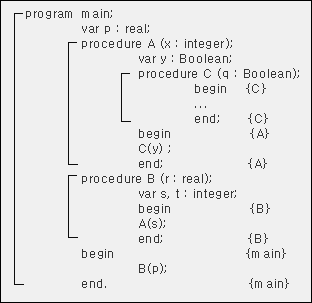 program main;
var p : real;
procedure A (x : integer);
var y : Boolean;
procedure C (q : Boolean);
begin {C}
...
end; {C}
begin {A}
C(y) ;
end; {A}
procedure B (r : real);
var s, t : integer;
begin {B}
A(s);
end; {B}
begin {main}
B(p);
end. {main}